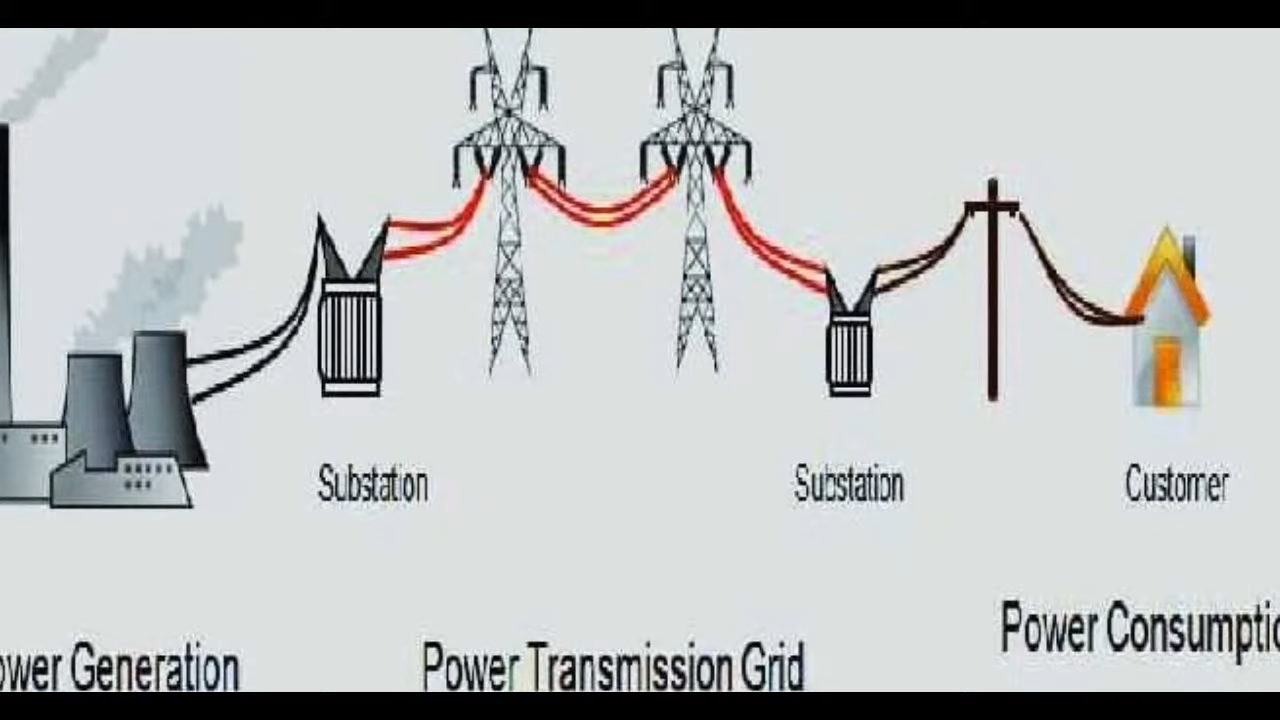 Substation
Substation
Customer
Power Consumptio
ower Generation
Power Transmission Grid